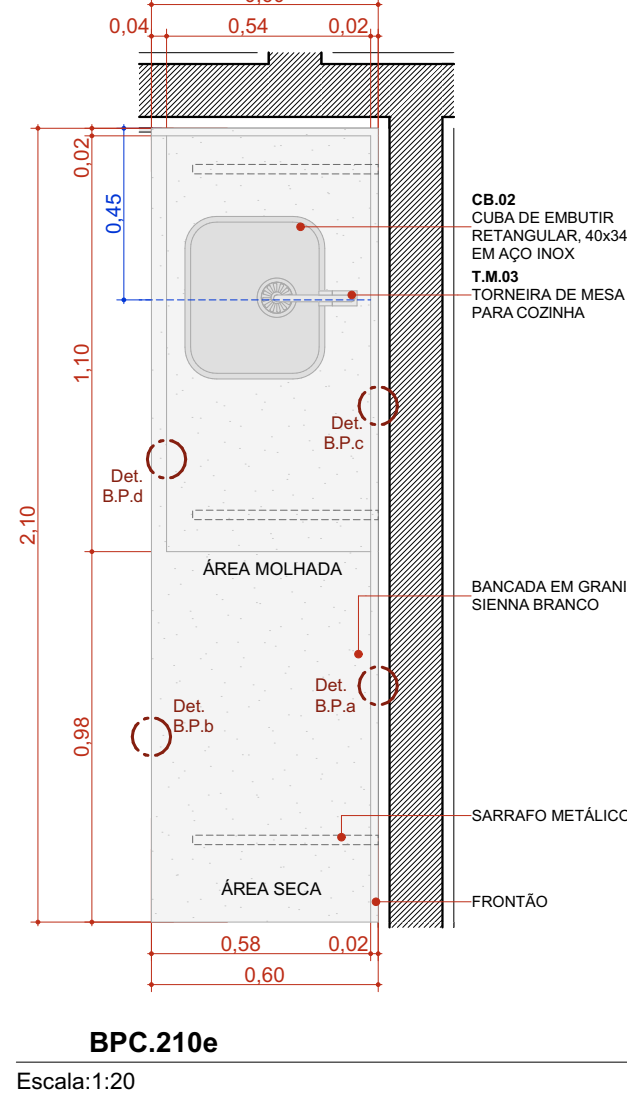 0,04 0,54 0,02
0,02
0,45
CB.02
CUBA DE EMBUTIR
RETANGULAR, 40x34
EM AÇO INOX
T.M.03
TORNEIRA DE MESA
PARA COZINHA
1,10
Det.
B.P.c
Det.
B.P.d
2,10
ÁREA MOLHADA
BANCADA EM GRANI
SIENNA BRANCO
Det.
B.P.a
Det.
B.P.b
0,98
SARRAFO METÁLICO
ÁREA SECA
FRONTÃO
0,58 0,02
0,60
BPC.210e
Escala:1:20